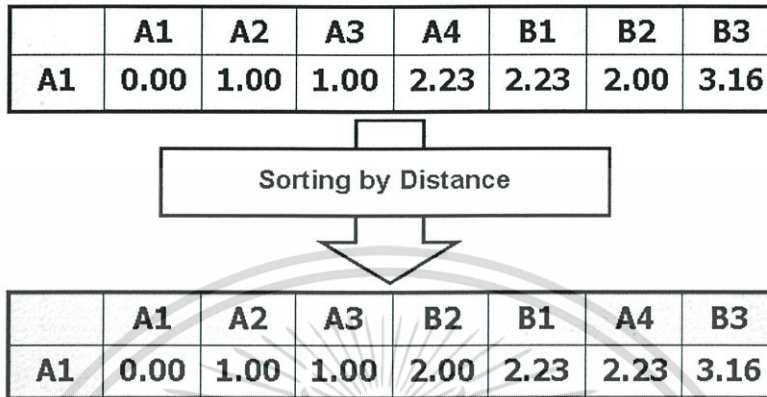 A1 A2 A3 A4 B1 B2 B3
A1 0.00 1.00 1.00 2.23 2.23 2.00 3.16
Sorting by Distance
A1 A2 A3 B2 B1 A4 B3
A1 0.00 1.00 1.00 2.00 2.23 2.23 3.16